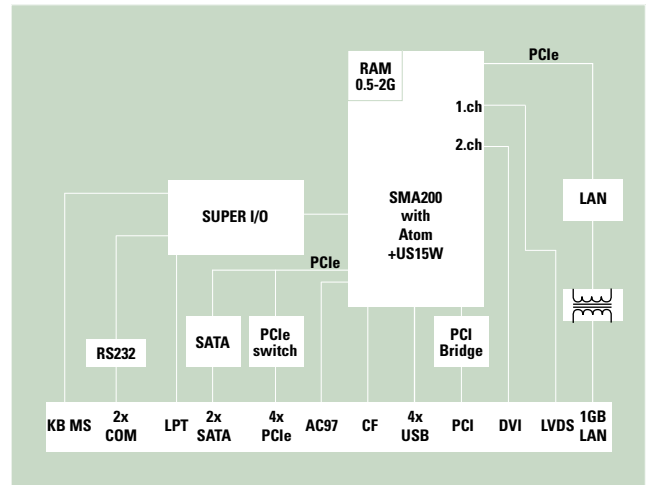 RAM
0.5-2G
PCIe
1.ch
2.ch
SUPER I/O
SMA200
with
Atom
+US15W
LAN
PCIe
RS232
SATA
PCIe
switch
PCI
Bridge
KB MS
2x
COM
LPT
2x
SATA
4x
PCIe
AC97
CF
4x
USB
PCI
DVI
LVDS
1GB
LAN